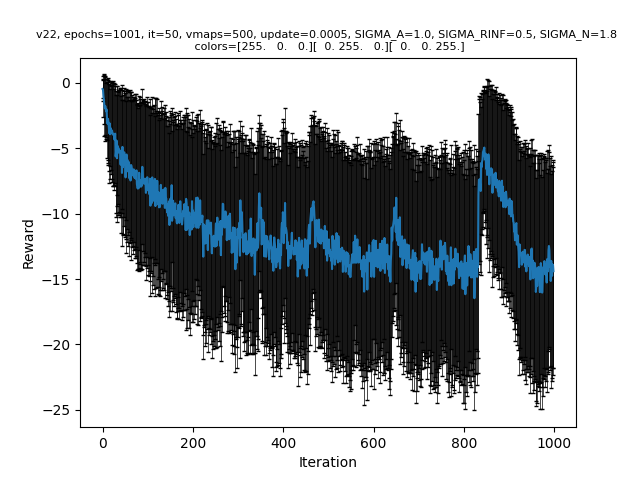 v22, epochs=1001, it=50, vmaps=500, update=0.0005, SIGMA_A=1.0, SIGMA_RINF=0.5, SIGMA_N=1.8
colors=[255.   0.   0.][  0. 255.   0.][  0.   0. 255.]
0
−5
−10
−15
−20
−25
Reward
0 200 400 600 800 1000
Iteration